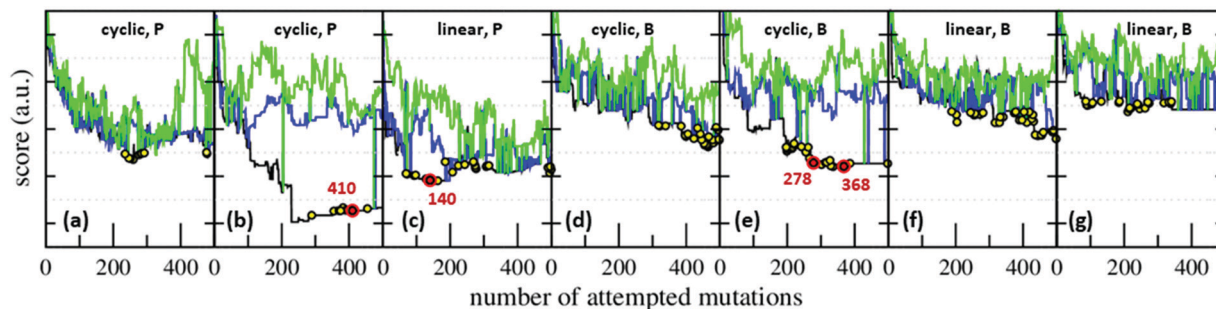 cyclic, P cyclic, P linear, P cyclic, B cyclic, B linear, B linear, B
score (a.u.)
410 140 278 368
(a) (b) (c) (d) (e) (f) (g)
0 200 400 0 200 400 0 200 400 0 200 400 0 200 400 0 200 400 0 200 400
number of attempted mutations